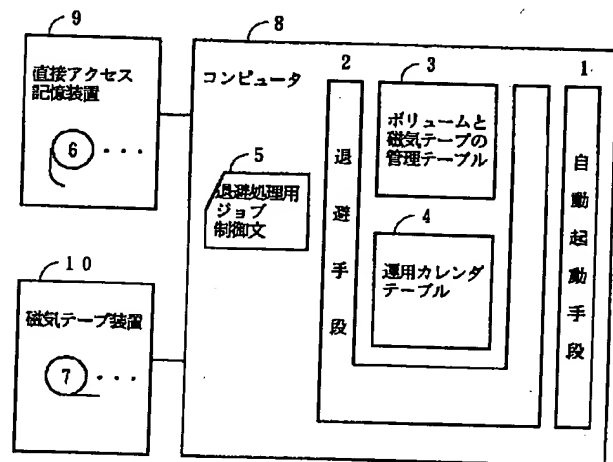 9
直接アクセス
記憶装置
6
・・・
10
磁気テープ装置
7
・・・
8
コンピュータ
5
退避処理用
ジョブ
制御文
2
退避手段
3
ボリュームと
磁気テープの
管理テーブル
4
運用カレンダ
テーブル
1
自動起動手段